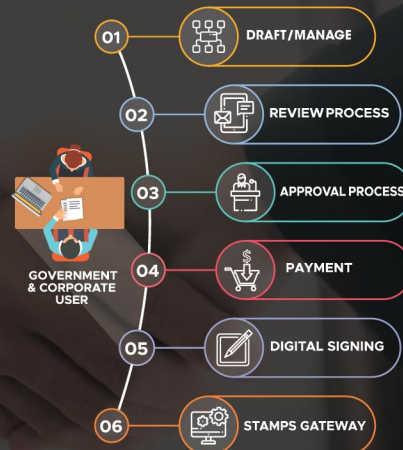 01
DRAFT/MANAGE
02
REVIEW PROCESS
03
APPROVAL PROCESS
GOVERNMENT
& CORPORATE
USER
04
PAYMENT
05
DIGITAL SIGNING
06
STAMPS GATEWAY